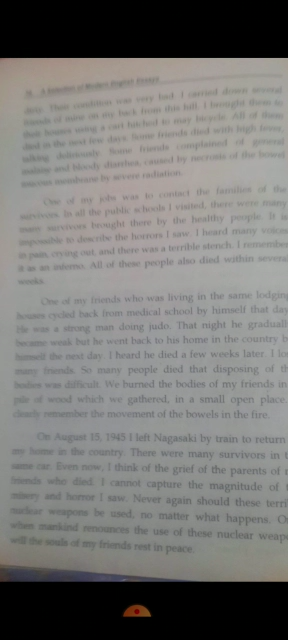 A Selection of Modern English Essays
Their condition was very bad. I carried down several
friends of mine on my back from this hill. I brought them to
their houses using a cart hitched to may bicycle. All of them
died in the next few days. Some friends died with high fever,
talking deliriously. Some friends complained of general
malaise and bloody diarrhea, caused by necrosis of the bowel
mucous membrane by severe radiation.
One of my jobs was to contact the families of the
survivors. In all the public schools I visited, there were many
many survivors brought there by the healthy people. It is
impossible to describe the horrors I saw. I heard many voices
in pain, crying out, and there was a terrible stench. I remember
it as an inferno. All of these people also died within several
weeks.
One of my friends who was living in the same lodging
houses cycled back from medical school by himself that day.
He was a strong man doing judo. That night he gradually
became weak but he went back to his home in the country b
himself the next day. I heard he died a few weeks later. I lo
many friends. So many people died that disposing of th
bodies was difficult. We burned the bodies of my friends in
pile of wood which we gathered, in a small open place.
clearly remember the movement of the bowels in the fire.
On August 15, 1945 I left Nagasaki by train to return
my home in the country. There were many survivors in t
same car. Even now, I think of the grief of the parents of m
friends who died. I cannot capture the magnitude of t
misery and horror I saw. Never again should these terri
nuclear weapons be used, no matter what happens. O
when mankind renounces the use of these nuclear weap
will the souls of my friends rest in peace.